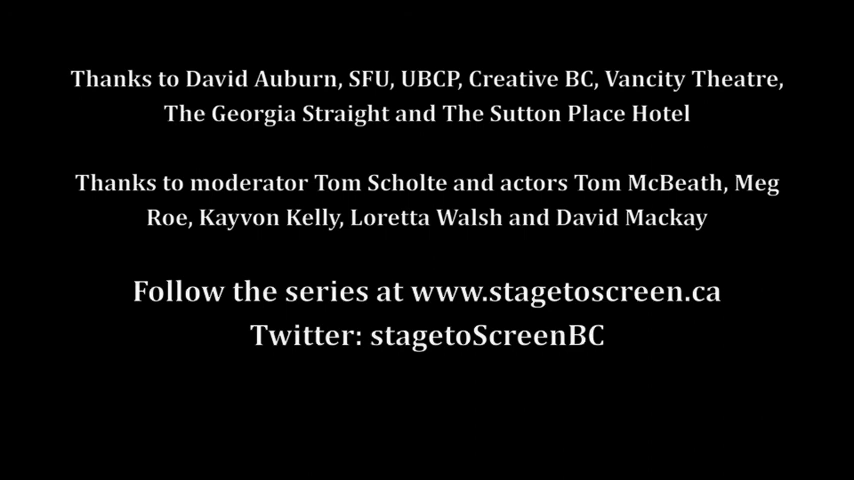 Thanks to David Auburn, SFU, UBCP, Creative BC, Vancity Theatre,
The Georgia Straight and The Sutton Place Hotel
Thanks to moderator Tom Scholte and actors Tom McBeath, Meg
Roe, Kayvon Kelly, Loretta Walsh and David Mackay
Follow the series at www.stagetoscreen.ca
Twitter: stagetoScreenBC